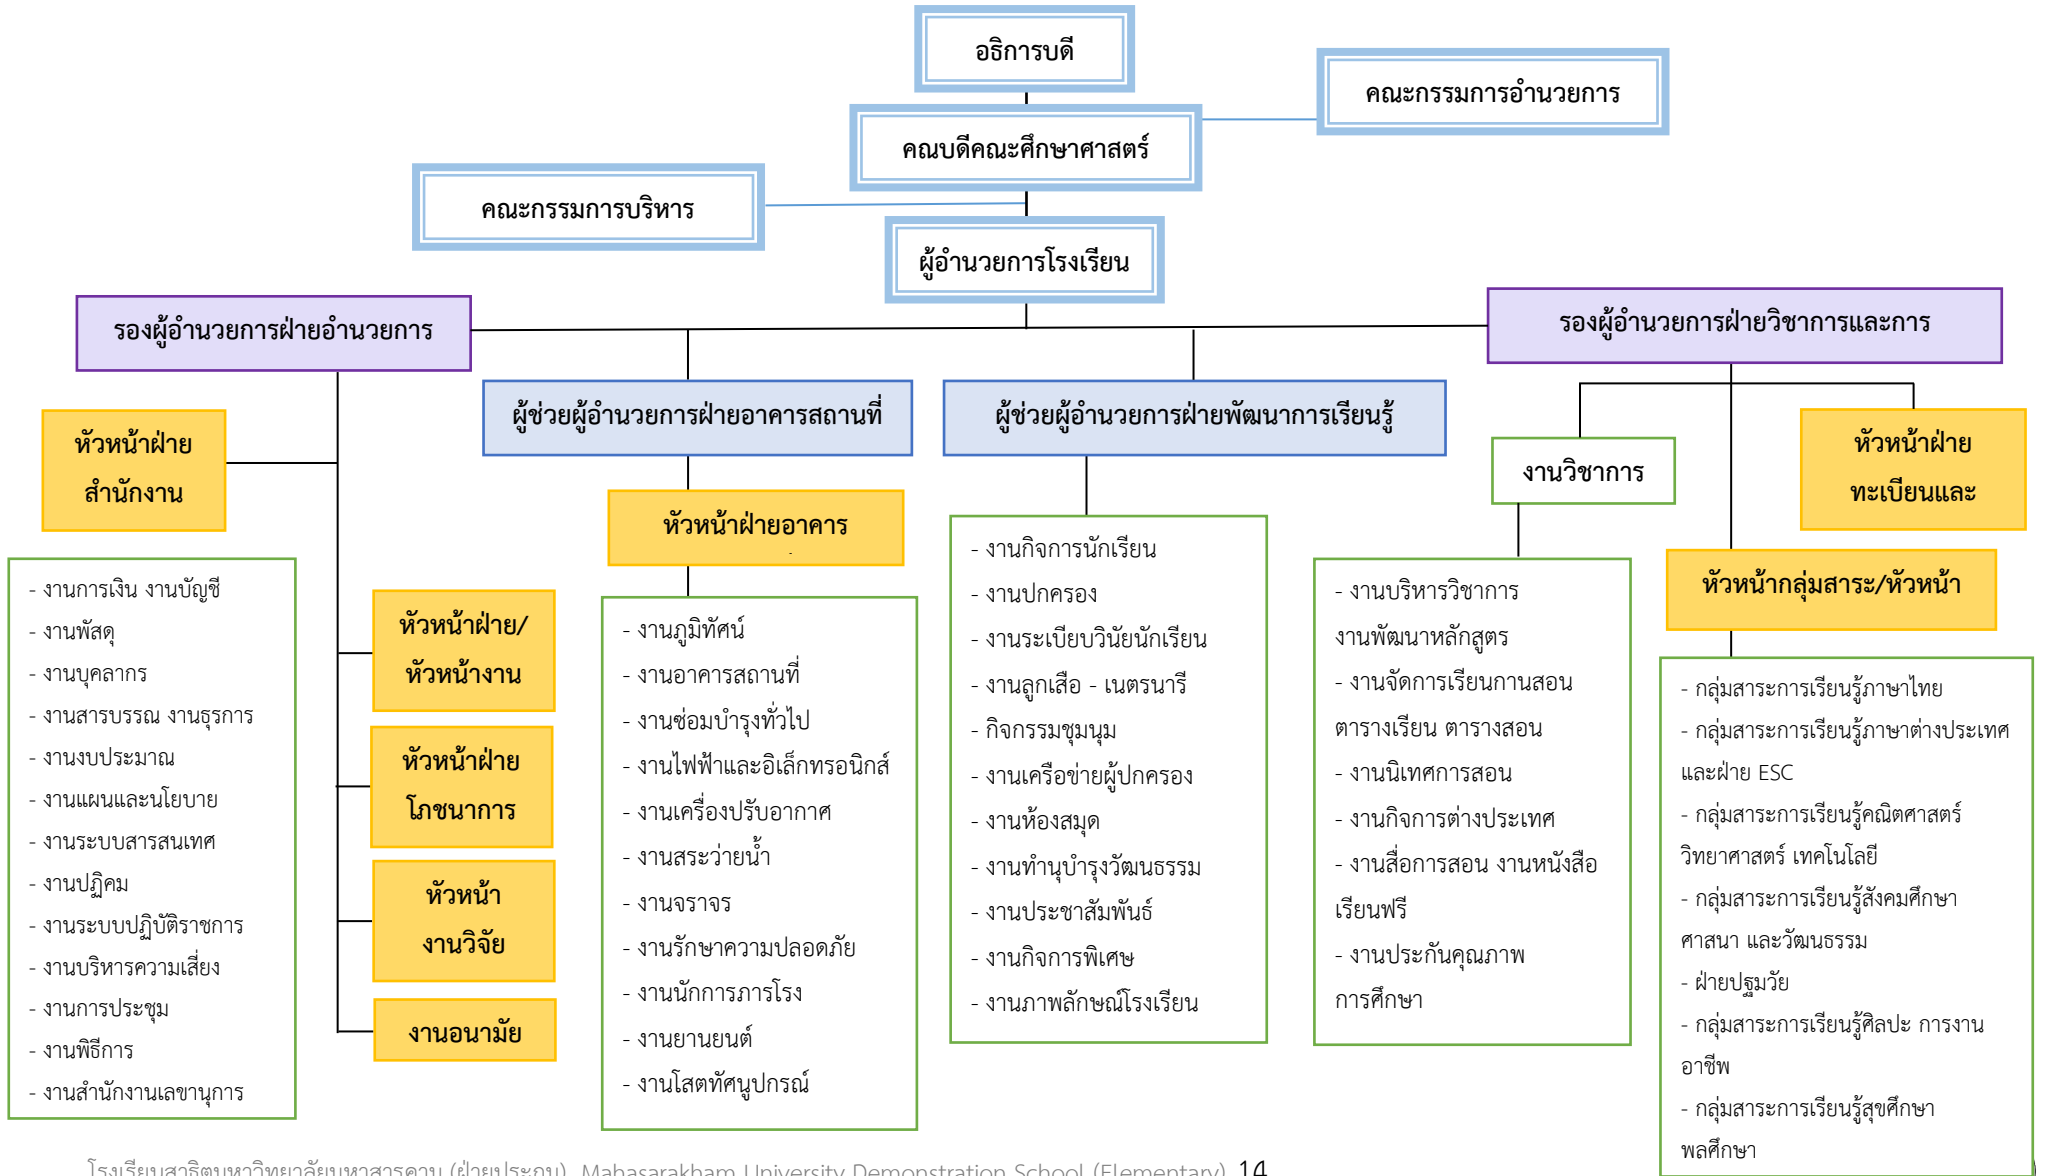 อธิการบดี
คณะกรรมการอำนวยการ
คณบดีคณะศึกษาศาสตร์
คณะกรรมการบริหาร
ผู้อำนวยการโรงเรียน
รองผู้อำนวยการฝ่ายอำนวยการ
รองผู้อำนวยการฝ่ายวิชาการและการ
ผู้ช่วยผู้อำนวยการฝ่ายอาคารสถานที่
ผู้ช่วยผู้อำนวยการฝ่ายพัฒนาการเรียนรู้
หัวหน้าฝ่าย
สำนักงาน
- งานการเงิน งานบัญชี
- งานพัสดุ
- งานบุคลากร
- งานสารบรรณ งานธุรการ
- งานงบประมาณ
- งานแผนและนโยบาย
- งานระบบสารสนเทศ
- งานปฏิคม
- งานระบบปฏิบัติราชการ
- งานบริหารความเสี่ยง
- งานการประชุม
- งานพิธีการ
- งานสำนักงานเลขานุการ
หัวหน้าฝ่าย/
หัวหน้างาน
หัวหน้าฝ่าย
โภชนาการ
หัวหน้า
งานวิจัย
งานอนามัย
หัวหน้าฝ่ายอาคาร
- งานภูมิทัศน์
- งานอาคารสถานที่
- งานซ่อมบำรุงทั่วไป
- งานไฟฟ้าและอิเล็กทรอนิกส์
- งานเครื่องปรับอากาศ
- งานสระว่ายน้ำ
- งานจราจร
- งานรักษาความปลอดภัย
- งานนักการภารโรง
- งานยานยนต์
- งานโสตทัศนูปกรณ์
- งานกิจการนักเรียน
- งานปกครอง
- งานระเบียบวินัยนักเรียน
- งานลูกเสือ - เนตรนารี
- กิจกรรมชุมนุม
- งานเครือข่ายผู้ปกครอง
- งานห้องสมุด
- งานทำนุบำรุงวัฒนธรรม
- งานประชาสัมพันธ์
- งานกิจการพิเศษ
- งานภาพลักษณ์โรงเรียน
งานวิชาการ
- งานบริหารวิชาการ
งานพัฒนาหลักสูตร
- งานจัดการเรียนกานสอน
ตารางเรียน ตารางสอน
- งานนิเทศการสอน
- งานกิจการต่างประเทศ
- งานสื่อการสอน งานหนังสือ
เรียนฟรี
- งานประกันคุณภาพ
การศึกษา
หัวหน้าฝ่าย
ทะเบียนและ
หัวหน้ากลุ่มสาระ/หัวหน้า
- กลุ่มสาระการเรียนรู้ภาษาไทย
- กลุ่มสาระการเรียนรู้ภาษาต่างประเทศ
และฝ่าย ESC
- กลุ่มสาระการเรียนรู้คณิตศาสตร์
วิทยาศาสตร์ เทคโนโลยี
- กลุ่มสาระการเรียนรู้สังคมศึกษา
ศาสนา และวัฒนธรรม
- ฝ่ายปฐมวัย
- กลุ่มสาระการเรียนรู้ศิลปะ การงาน
อาชีพ
- กลุ่มสาระการเรียนรู้สุขศึกษา
พลศึกษา
โรงเรียนสาธิตมหาวิทยาลัยมหาสารคาม (ฝ่ายประถม) Mahasarakham University Demonstration School (Elementary) 14